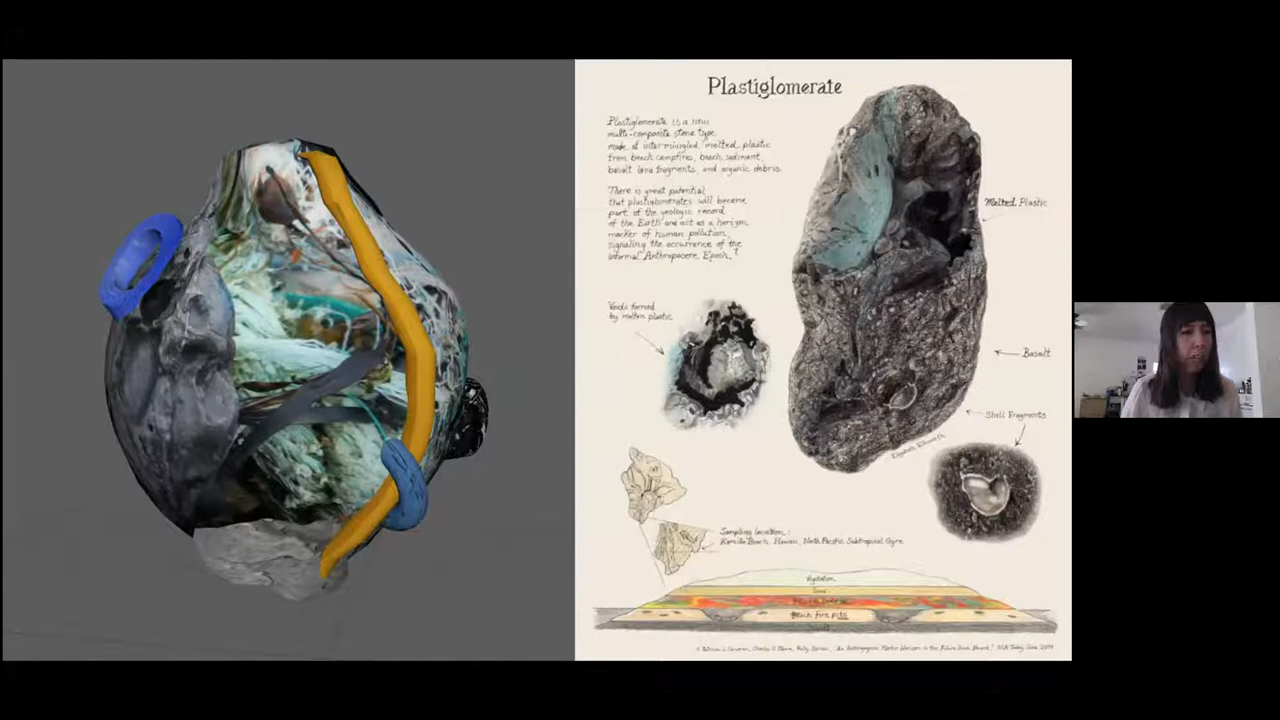 Plastiglomerate
Plastiglomerate is a new
multi-composite stone type
made of intermingled, melted, plastic
from beach campfires, beach sediment,
basalt lava fragments, and organic debris.
There is great potential
that plastiglomerates will become
part of the geologic record
of the Earth and act as a horizon
marker of human pollution,
signaling the occurrence of the
informal Anthropocene Epoch.
Melted Plastic
Voids formed
by molten plastic
Basalt
Shell Fragments
Sampling location:
Kamilo Beach, Hawaii, North Pacific Subtropical Gyre
Vegetation
Sand
Beach fire pits